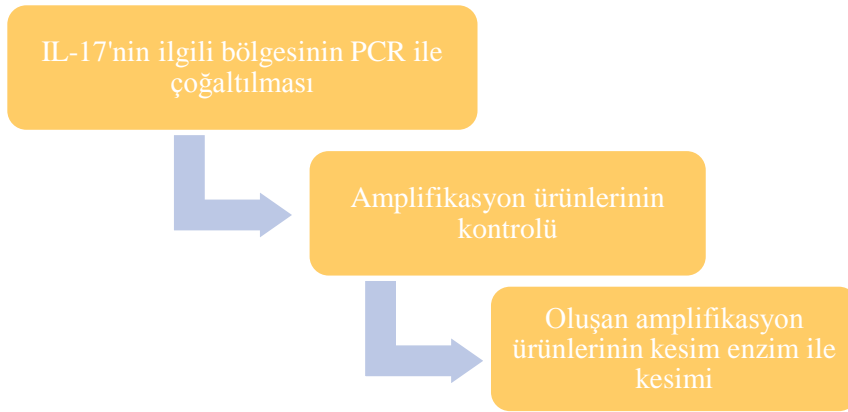 IL-17'nin ilgili bölgesinin PCR ile
çoğaltılması
Amplifikasyon ürünlerinin
kontrolü
Oluşan amplifikasyon
ürünlerinin kesim enzim ile
kesimi